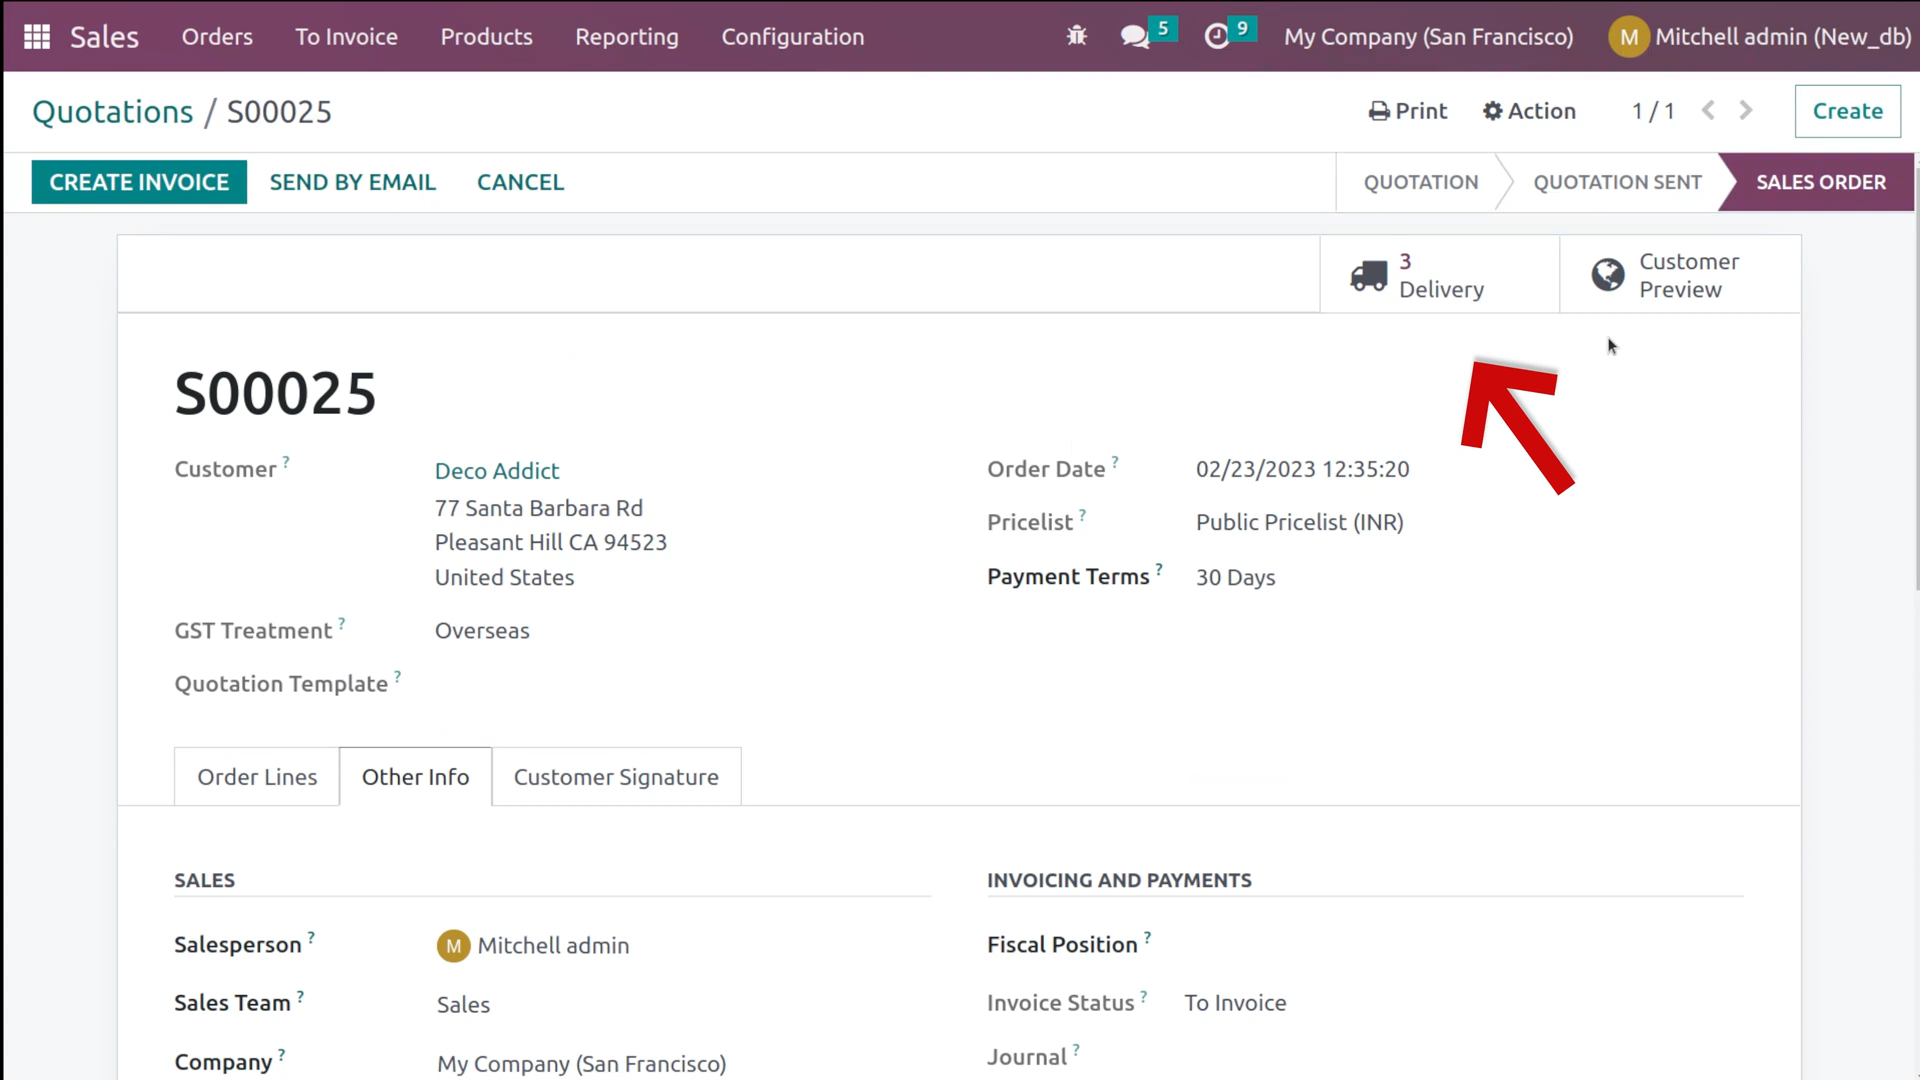 Sales Orders To Invoice Products Reporting Configuration 5 9 My Company (San Francisco) M Mitchell admin (New_db)
Quotations / S00025 Print Action 1 / 1 Create
CREATE INVOICE SEND BY EMAIL CANCEL QUOTATION QUOTATION SENT SALES ORDER
3
Delivery
Customer
Preview
S00025
Customer ? Deco Addict
77 Santa Barbara Rd
Pleasant Hill CA 94523
United States
GST Treatment ? Overseas
Quotation Template ?
Order Date ? 02/23/2023 12:35:20
Pricelist ? Public Pricelist (INR)
Payment Terms ? 30 Days
Order Lines Other Info Customer Signature
SALES
Salesperson ? M Mitchell admin
Sales Team ? Sales
Company ? My Company (San Francisco)
INVOICING AND PAYMENTS
Fiscal Position ?
Invoice Status ? To Invoice
Journal ?